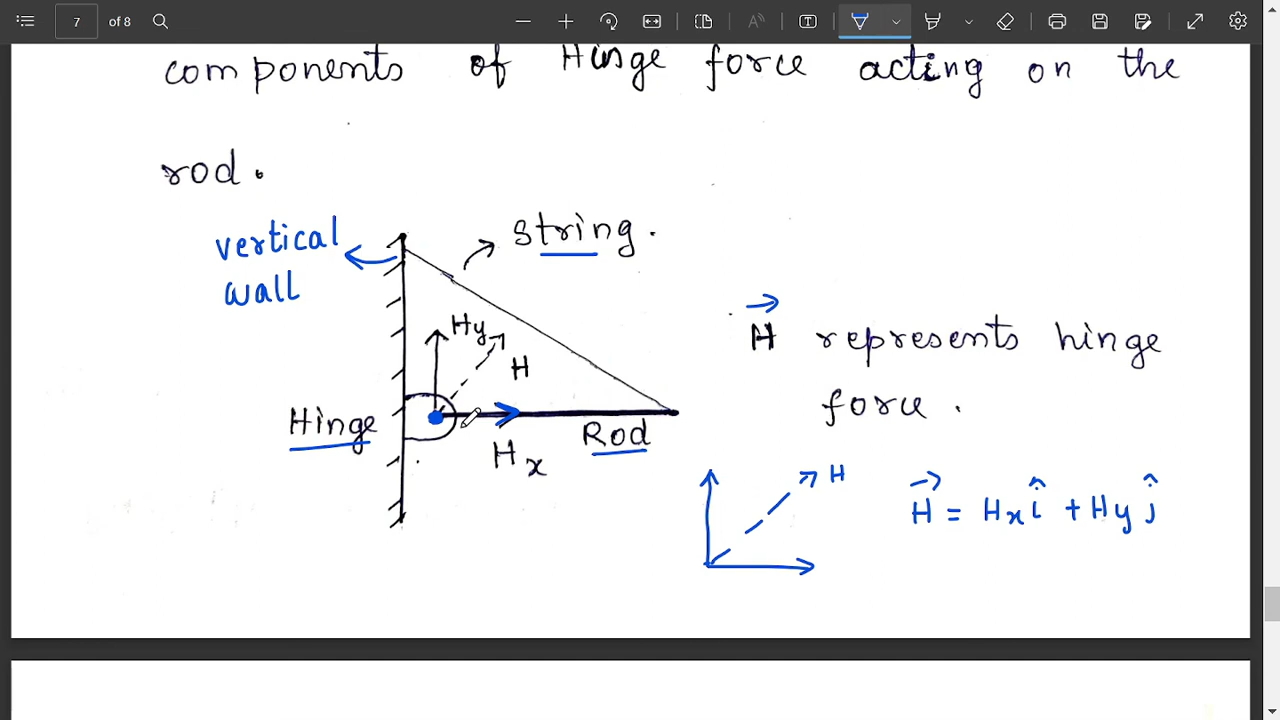 7 of 8
components of Hinge force acting on the
rod.
vertical
wall
string.
Hy
H
Hinge
Rod
Hx
H represents hinge
force.
H
H = Hx î + Hy ĵ